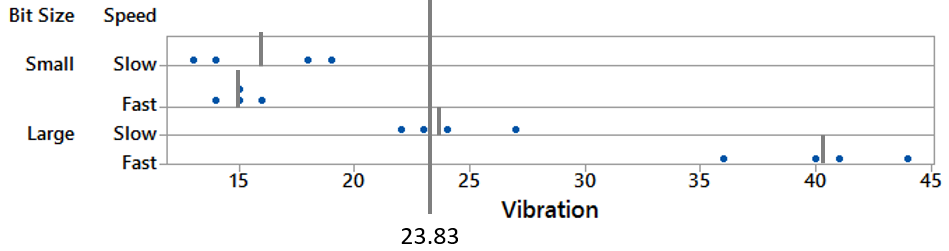 Bit Size Speed
Small Slow
Fast
Large Slow
Fast
15 20 25 30 35 40 45
Vibration
23.83